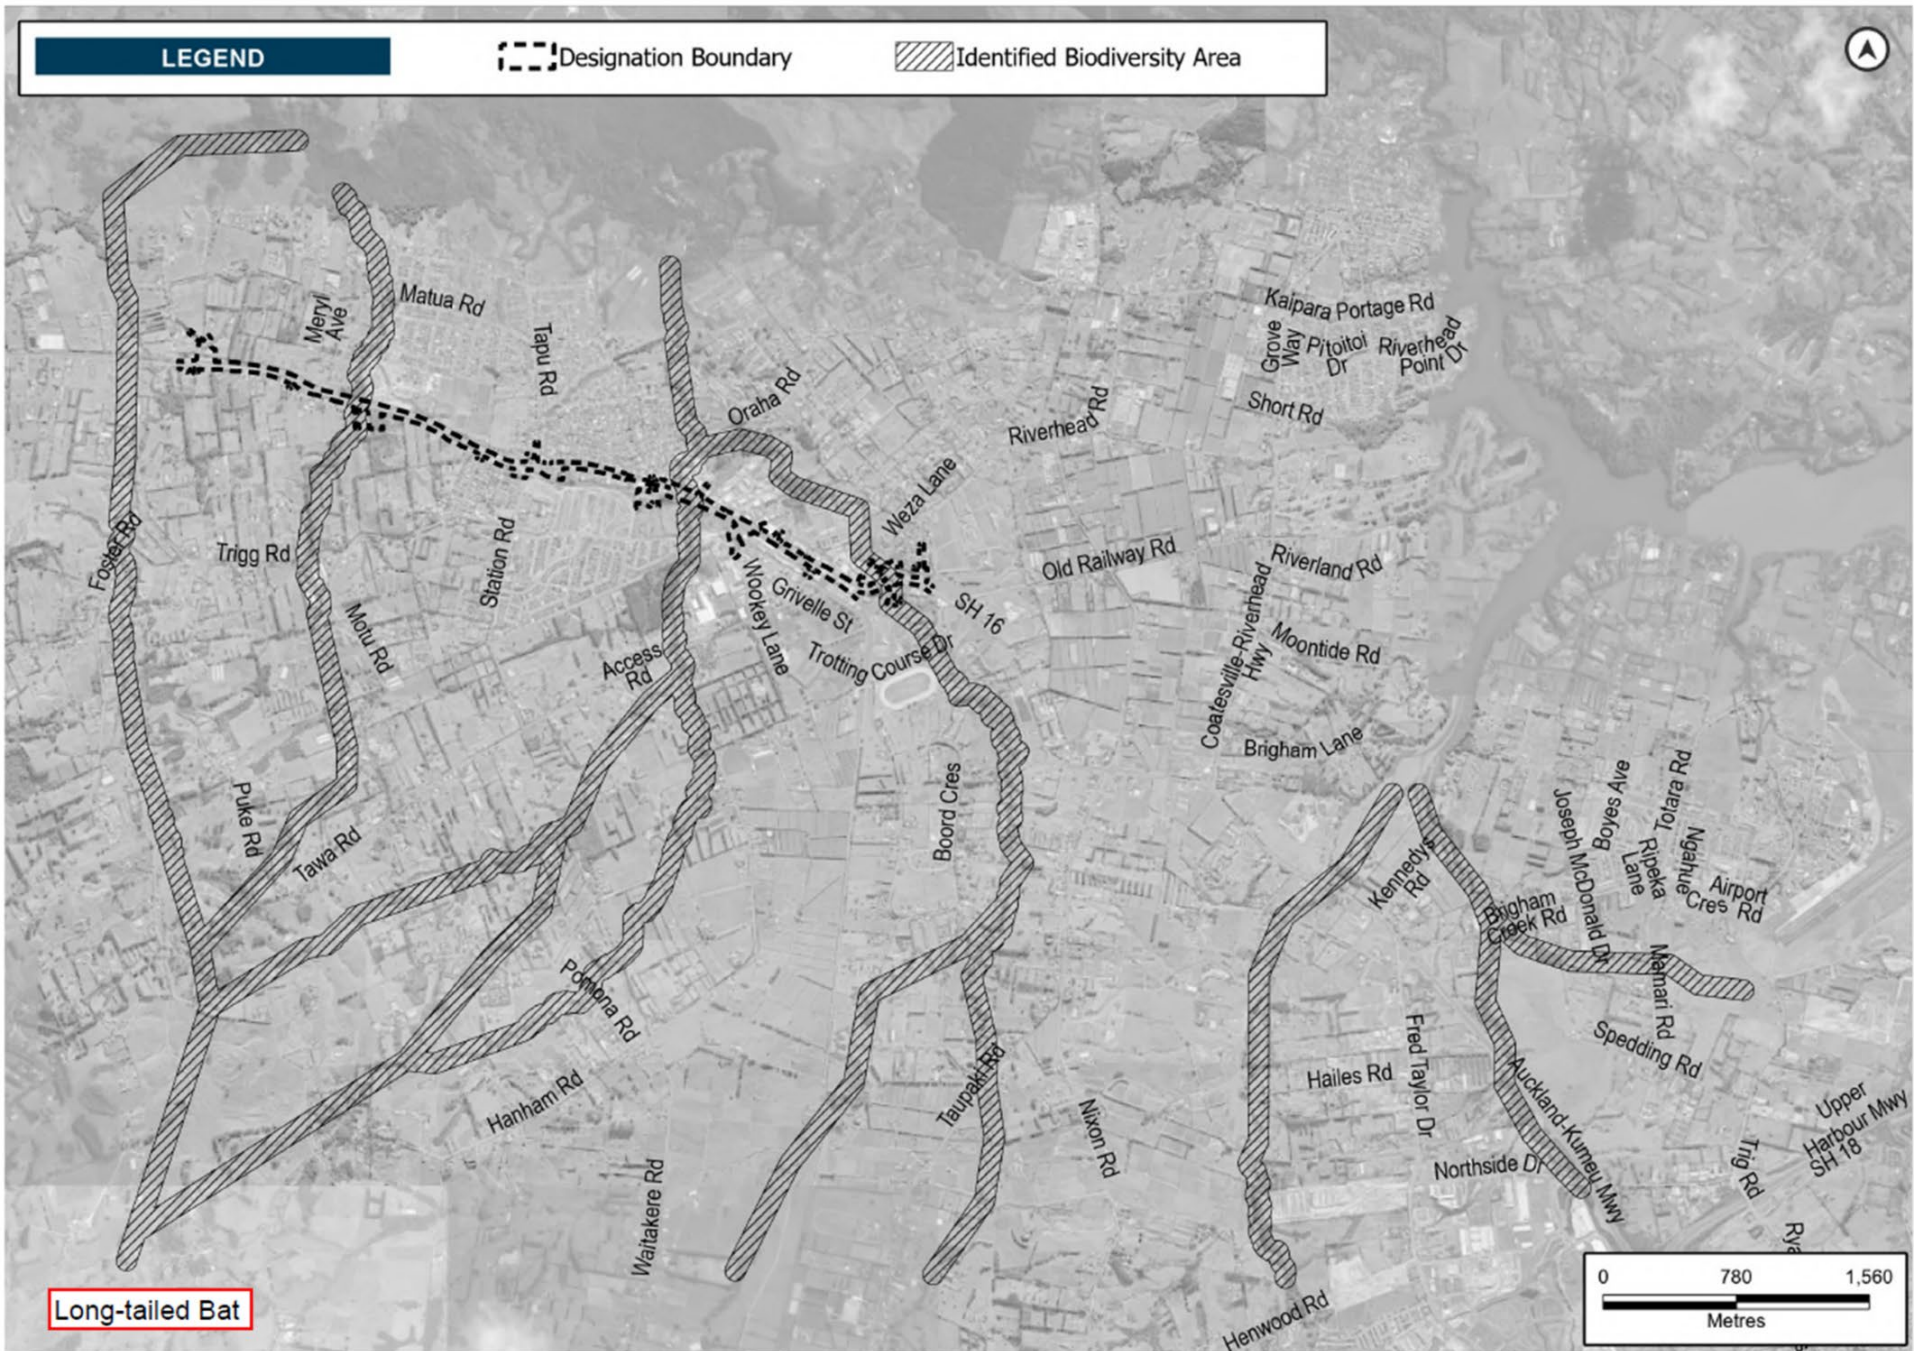 LEGEND
Designation Boundary
Identified Biodiversity Area
Kaipara Portage Rd
Matua Rd
Meryl
Ave
Grove
Way
Pitoitoi
Dr
Riverhead
Point Dr
Tapu Rd
Oraha Rd
Short Rd
Riverhead Rd
Weza Lane
Foster Rd
Trigg Rd
Station Rd
Old Railway Rd
Riverland Rd
Wookey Lane
Grivelle St
SH 16
Motu Rd
Access
Rd
Trotting Course Dr
Coatesville-Riverhead
Hwy
Moontide Rd
Brigham Lane
Puke Rd
Tawa Rd
Boord Cres
Joseph McDonald Dr
Boyes Ave
Totara Rd
Ripeka
Lane
Ngahue
Cres
Airport
Rd
Kennedys
Rd
Brigham
Creek Rd
Mamari Rd
Pomona Rd
Hanham Rd
Taupaki Rd
Nixon Rd
Hailes Rd
Fred Taylor Dr
Spedding Rd
Auckland-Kumeu Mwy
Upper
Harbour Mwy
SH 18
Northside Dr
Trig Rd
Waitakere Rd
Rya
Henwood Rd
Long-tailed Bat
0 780 1,560
Metres